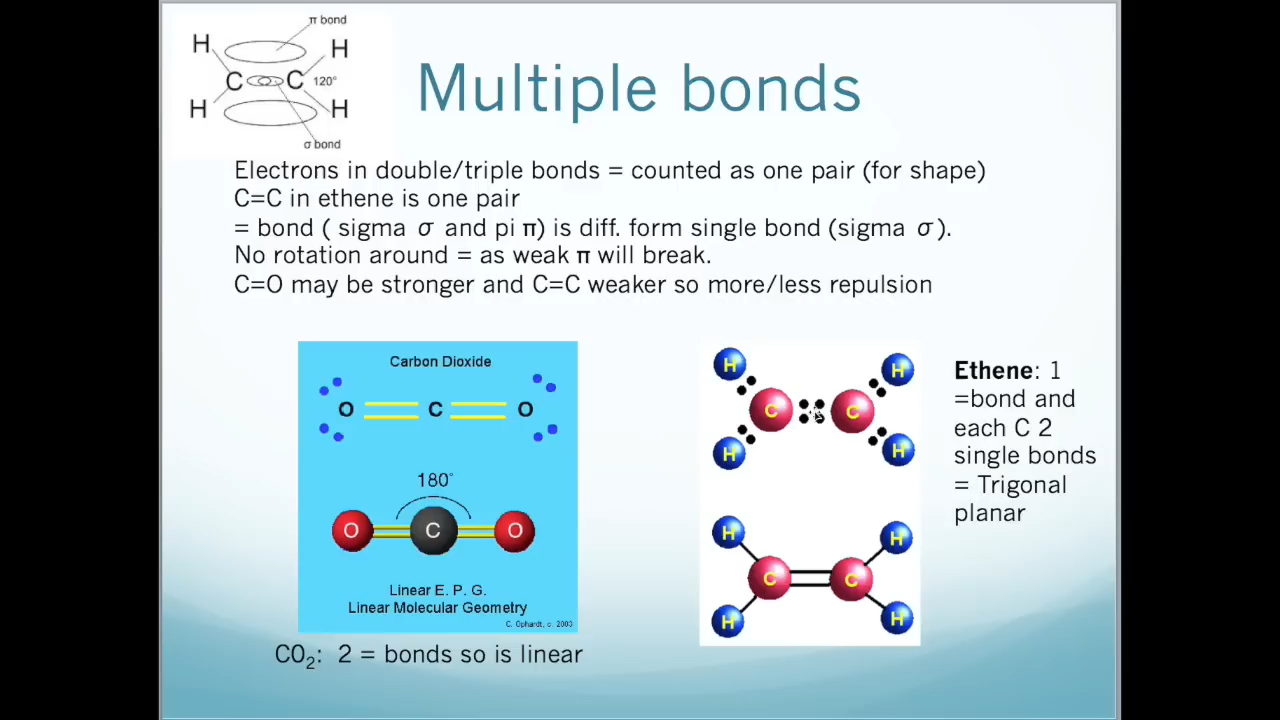 π bond
H
H
C
C
120°
H
H
σ bond
Multiple bonds
Electrons in double/triple bonds = counted as one pair (for shape)
C=C in ethene is one pair
= bond ( sigma σ and pi π) is diff. form single bond (sigma σ).
No rotation around = as weak π will break.
C=O may be stronger and C=C weaker so more/less repulsion
Carbon Dioxide
O C O
180°
O C O
Linear E. P. G.
Linear Molecular Geometry
C. Ophardt, c. 2003
CO₂: 2 = bonds so is linear
H
H
C
C
H
H
H
H
C
C
H
H
Ethene: 1
=bond and
each C 2
single bonds
= Trigonal
planar